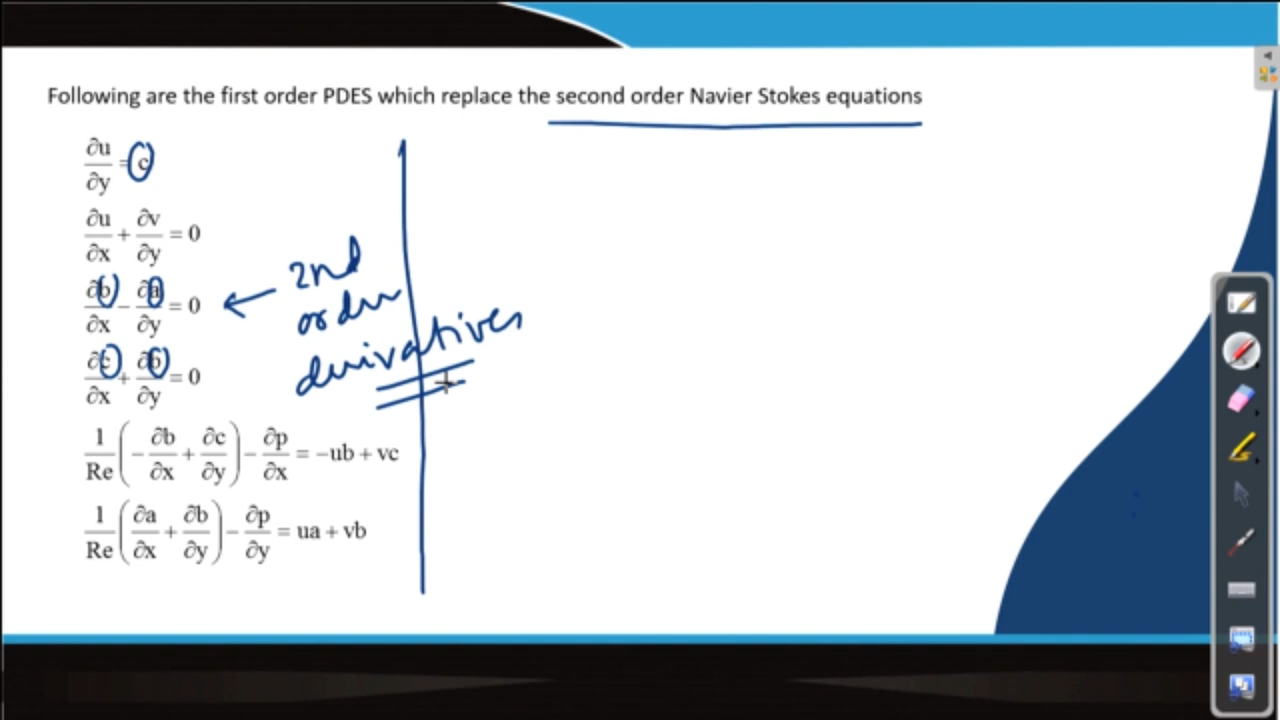 Following are the first order PDES which replace the second order Navier Stokes equations
∂u/∂y = c
∂u/∂x + ∂v/∂y = 0
∂b/∂x − ∂a/∂y = 0
∂c/∂x + ∂b/∂y = 0
1/Re (−∂b/∂x + ∂c/∂y) − ∂p/∂x = −ub + vc
1/Re (∂a/∂x + ∂b/∂y) − ∂p/∂y = ua + vb
2nd
order
derivatives